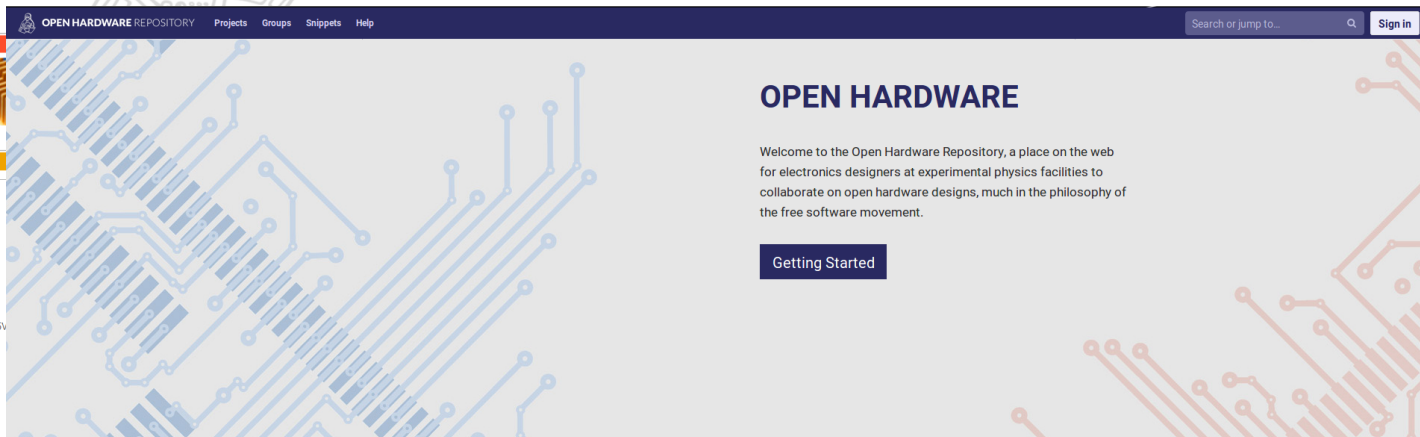 OPEN HARDWARE REPOSITORY Projects Groups Snippets Help Search or jump to... Sign in
OPEN HARDWARE
Welcome to the Open Hardware Repository, a place on the web
for electronics designers at experimental physics facilities to
collaborate on open hardware designs, much in the philosophy of
the free software movement.
Getting Started